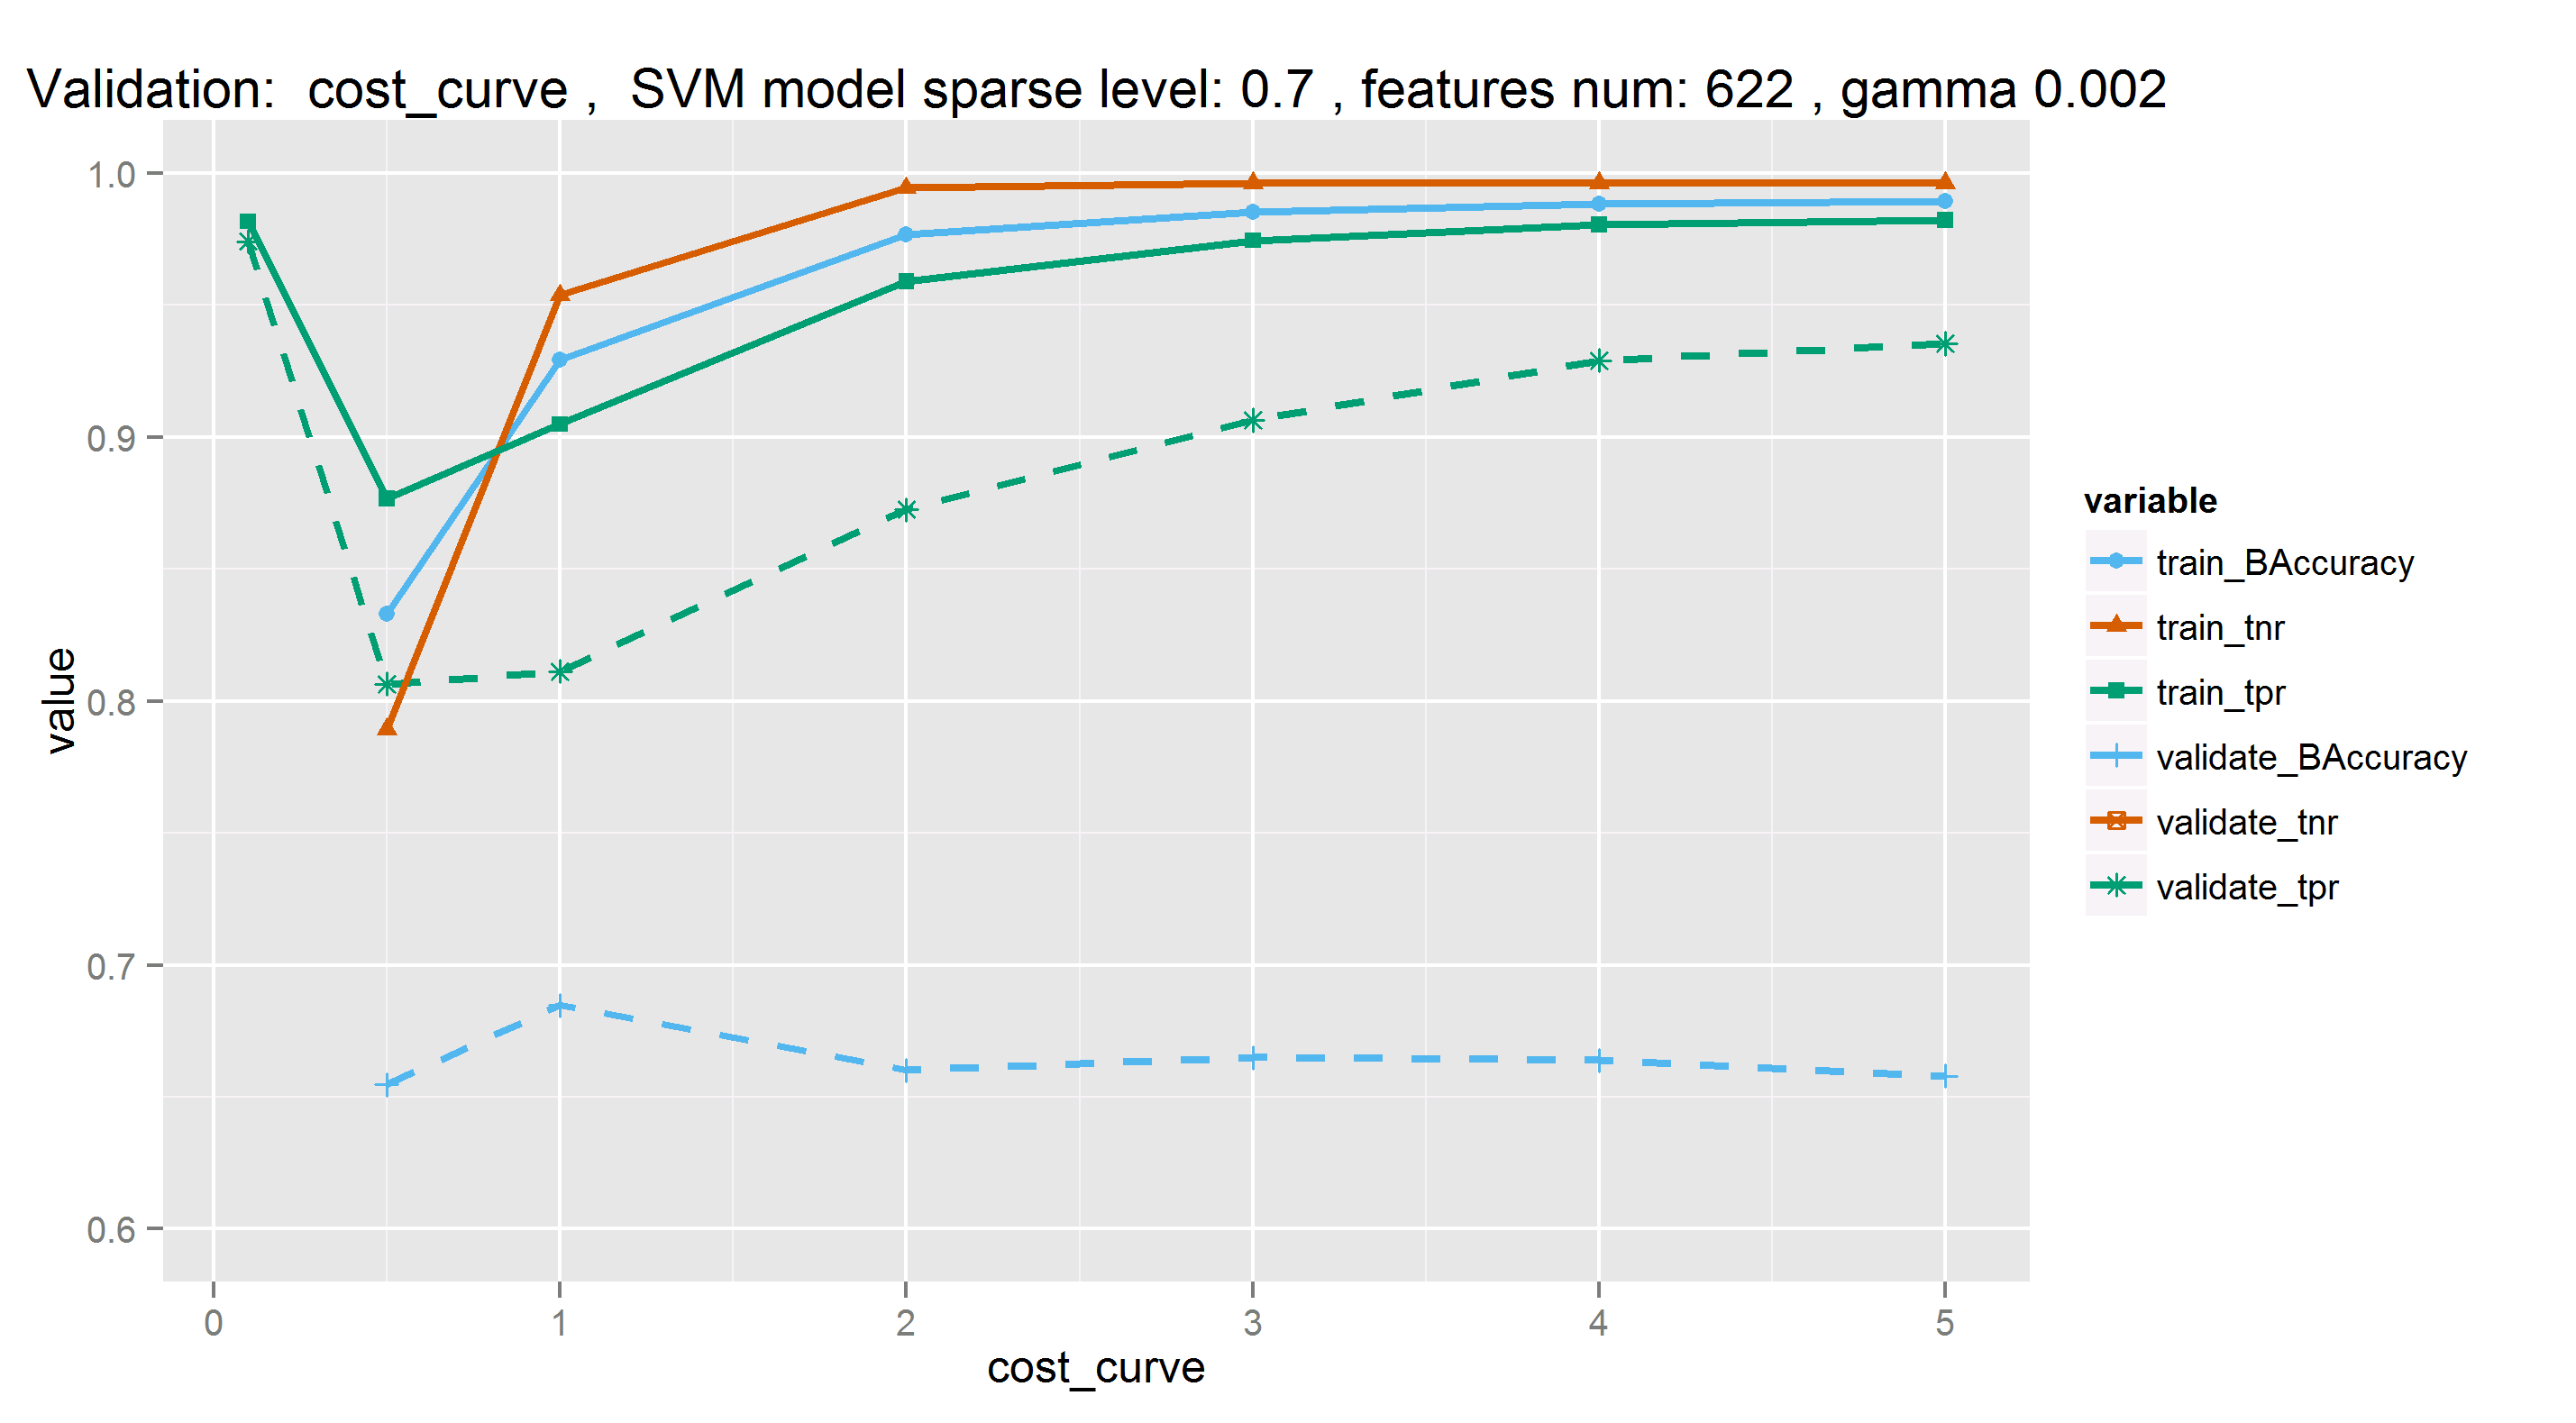 Validation:  cost_curve ,  SVM model sparse level: 0.7 , features num: 622 , gamma 0.002
1.0
0.9
0.8
0.7
0.6
value
0 1 2 3 4 5
cost_curve
variable
train_BAccuracy
train_tnr
train_tpr
validate_BAccuracy
validate_tnr
validate_tpr